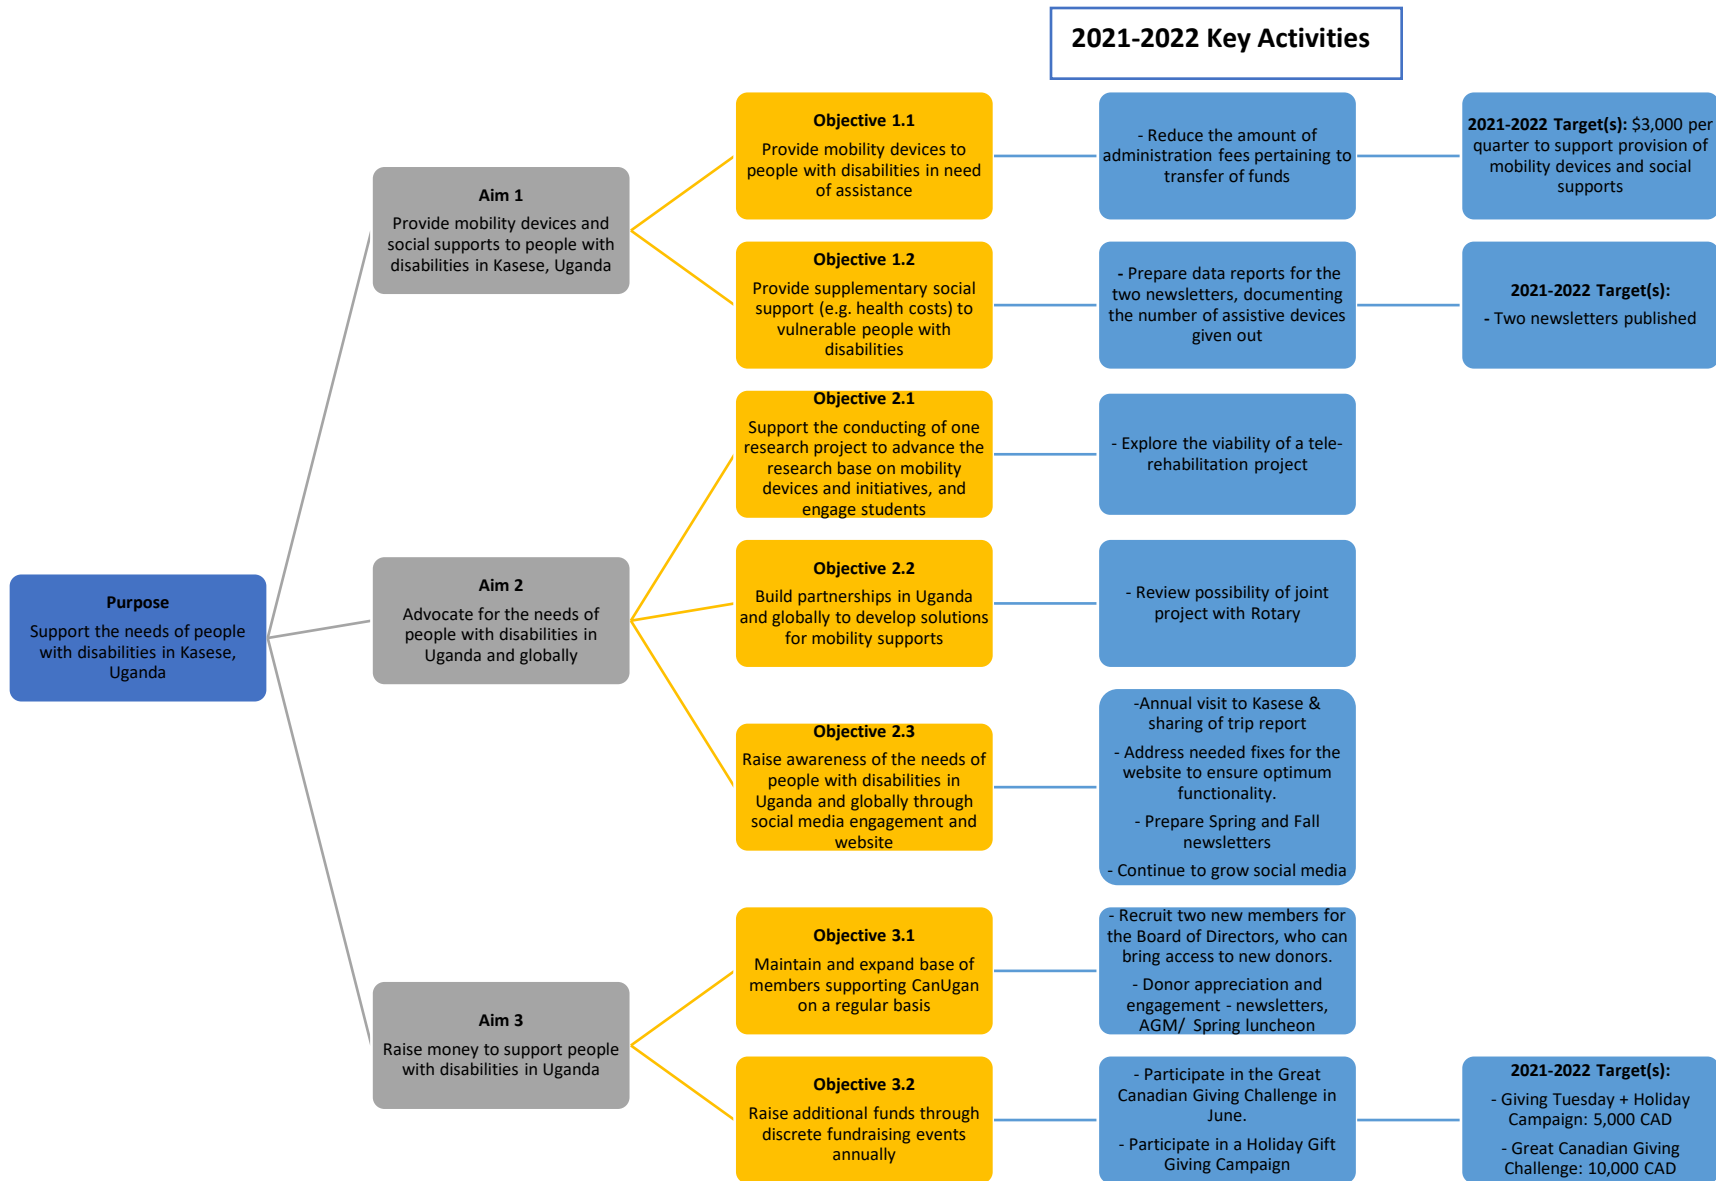 2021-2022 Key Activities
Purpose
Support the needs of people
with disabilities in Kasese,
Uganda
Aim 1
Provide mobility devices and
social supports to people with
disabilities in Kasese, Uganda
Objective 1.1
Provide mobility devices to
people with disabilities in need
of assistance
- Reduce the amount of
administration fees pertaining to
transfer of funds
2021-2022 Target(s): $3,000 per
quarter to support provision of
mobility devices and social
supports
Objective 1.2
Provide supplementary social
support (e.g. health costs) to
vulnerable people with
disabilities
- Prepare data reports for the
two newsletters, documenting
the number of assistive devices
given out
2021-2022 Target(s):
- Two newsletters published
Aim 2
Advocate for the needs of
people with disabilities in
Uganda and globally
Objective 2.1
Support the conducting of one
research project to advance the
research base on mobility
devices and initiatives, and
engage students
- Explore the viability of a tele-
rehabilitation project
Objective 2.2
Build partnerships in Uganda
and globally to develop solutions
for mobility supports
- Review possibility of joint
project with Rotary
Objective 2.3
Raise awareness of the needs of
people with disabilities in
Uganda and globally through
social media engagement and
website
-Annual visit to Kasese &
sharing of trip report
- Address needed fixes for the
website to ensure optimum
functionality.
- Prepare Spring and Fall
newsletters
- Continue to grow social media
Aim 3
Raise money to support people
with disabilities in Uganda
Objective 3.1
Maintain and expand base of
members supporting CanUgan
on a regular basis
- Recruit two new members for
the Board of Directors, who can
bring access to new donors.
- Donor appreciation and
engagement - newsletters,
AGM/ Spring luncheon
Objective 3.2
Raise additional funds through
discrete fundraising events
annually
- Participate in the Great
Canadian Giving Challenge in
June.
- Participate in a Holiday Gift
Giving Campaign
2021-2022 Target(s):
- Giving Tuesday + Holiday
Campaign: 5,000 CAD
- Great Canadian Giving
Challenge: 10,000 CAD